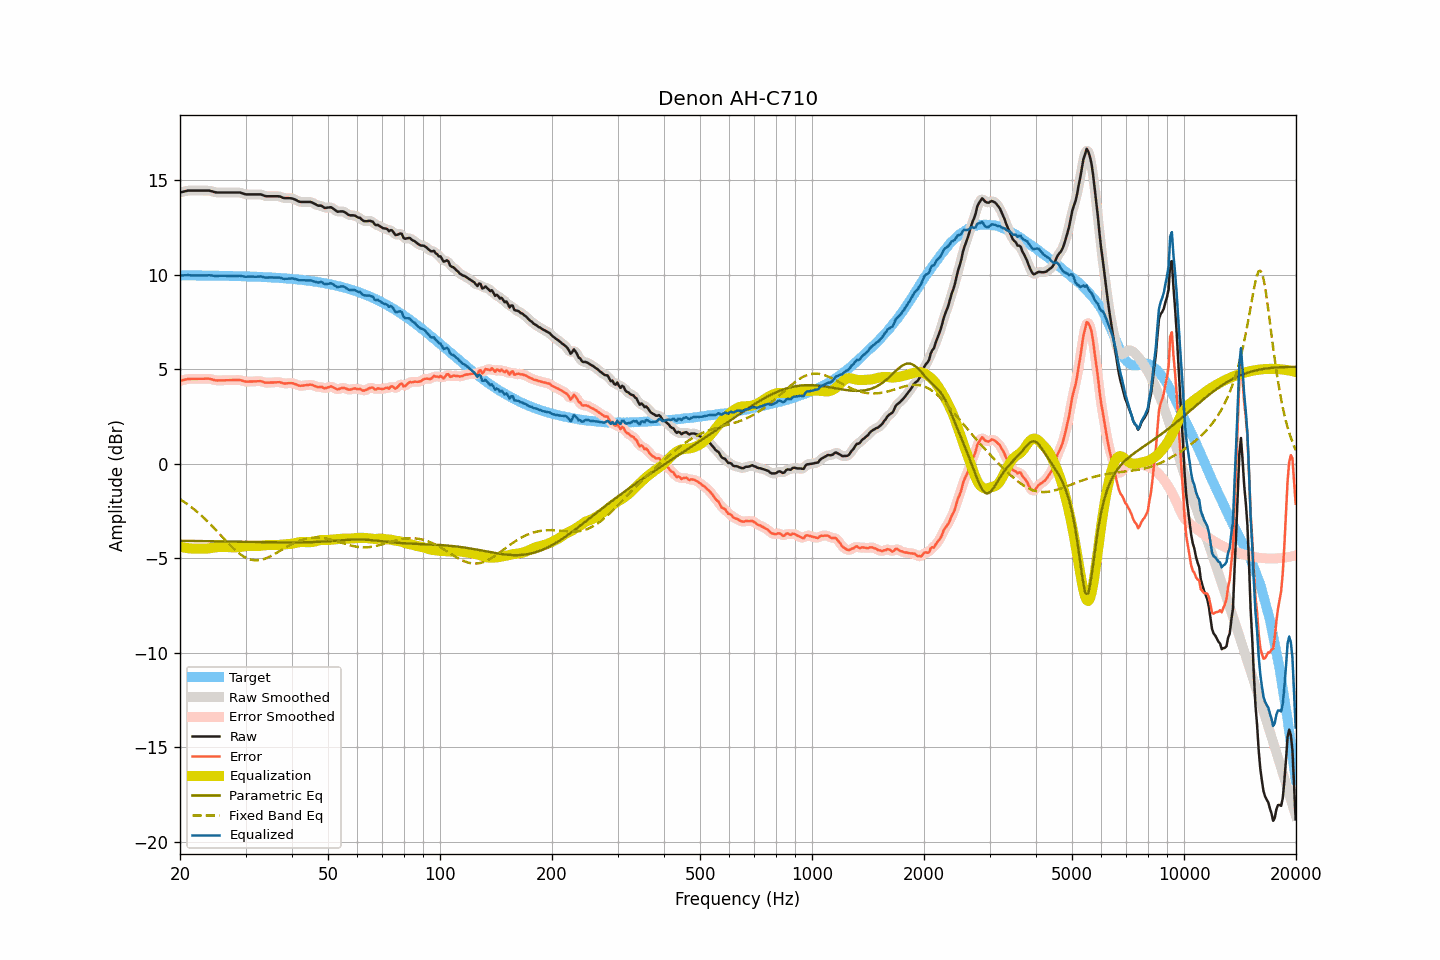 Denon AH-C710
15
10
5
0
−5
−10
−15
−20
Amplitude (dBr)
Target
Raw Smoothed
Error Smoothed
Raw
Error
Equalization
Parametric Eq
Fixed Band Eq
Equalized
20 50 100 200 500 1000 2000 5000 10000 20000
Frequency (Hz)